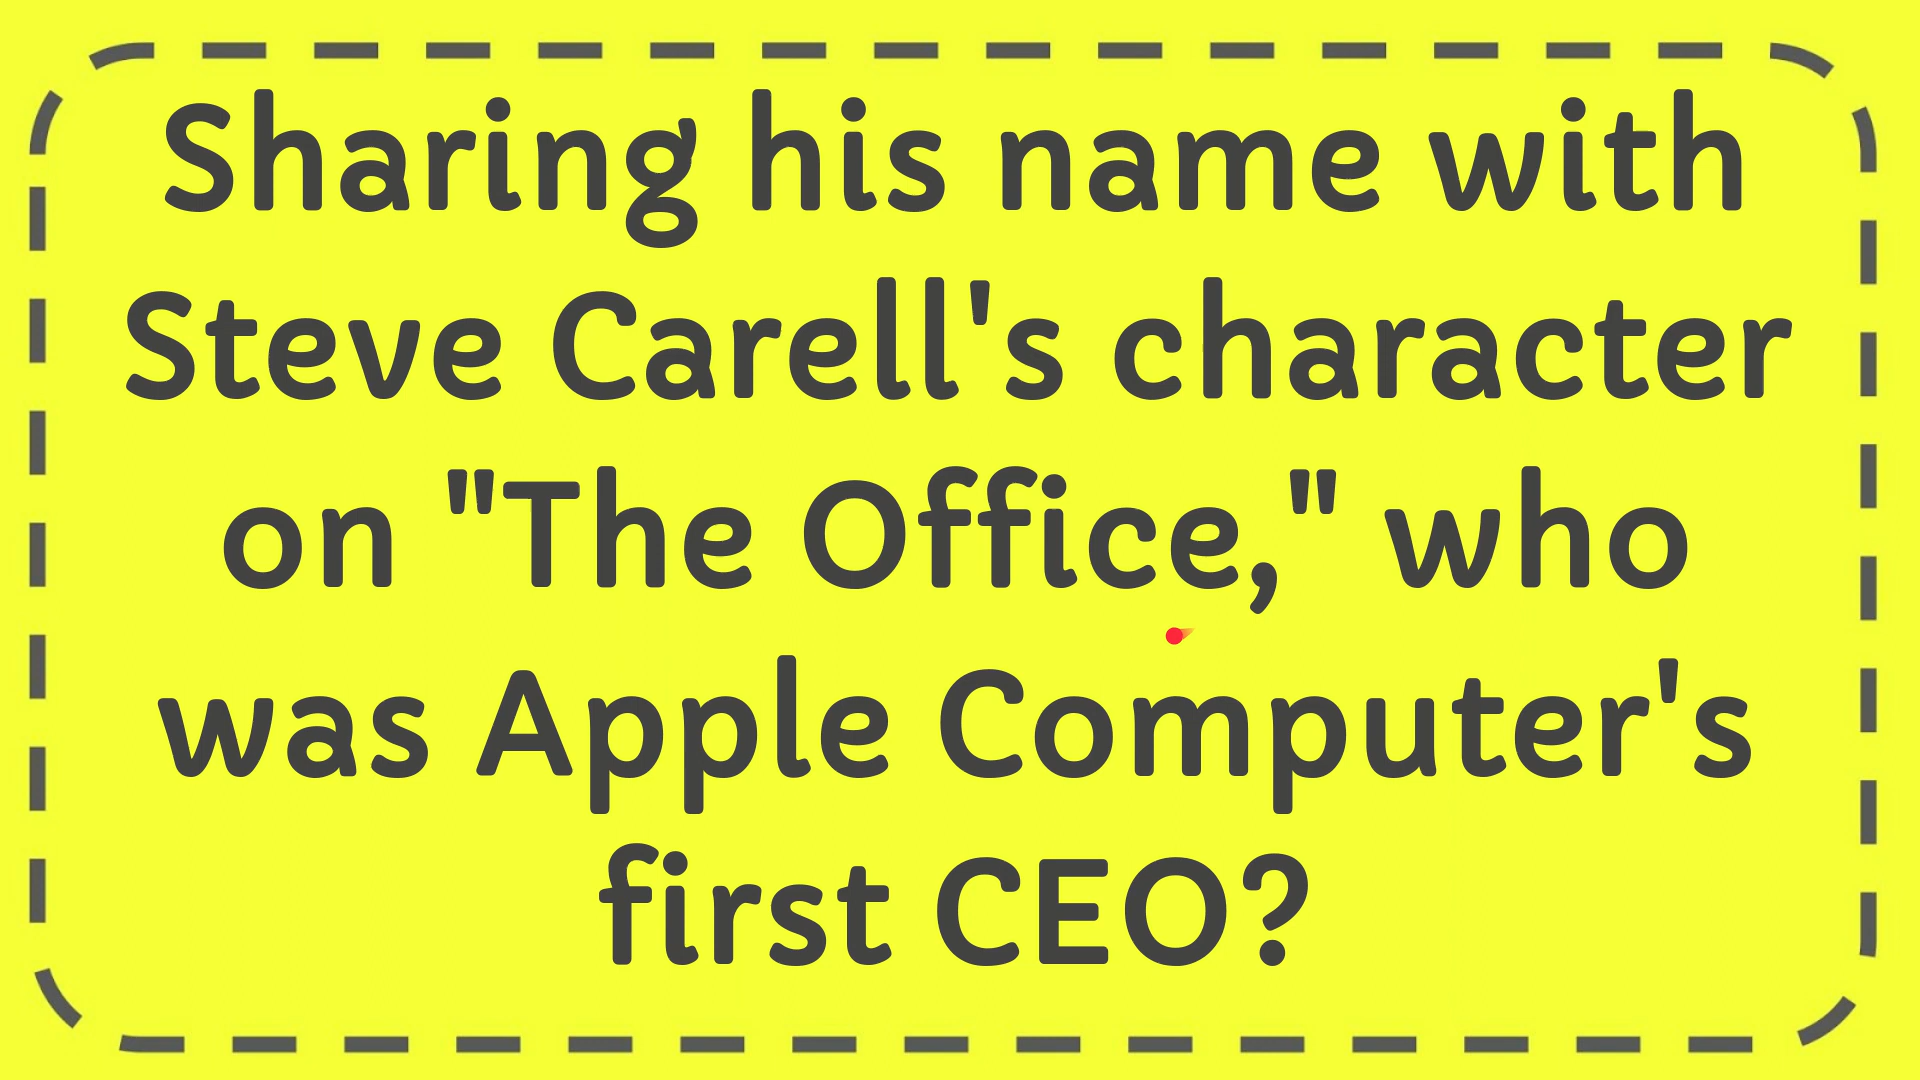 Sharing his name with
Steve Carell's character
on "The Office," who
was Apple Computer's
first CEO?